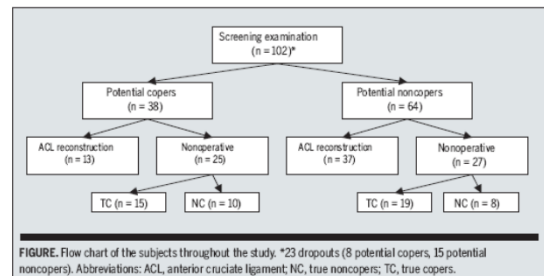 Screening examination
(n = 102)*
Potential copers
(n = 38)
Potential noncopers
(n = 64)
ACL reconstruction
(n = 13)
Nonoperative
(n = 25)
ACL reconstruction
(n = 37)
Nonoperative
(n = 27)
TC (n = 15)
NC (n = 10)
TC (n = 19)
NC (n = 8)
FIGURE. Flow chart of the subjects throughout the study. *23 dropouts (8 potential copers, 15 potential
noncopers). Abbreviations: ACL, anterior cruciate ligament; NC, true noncopers; TC, true copers.